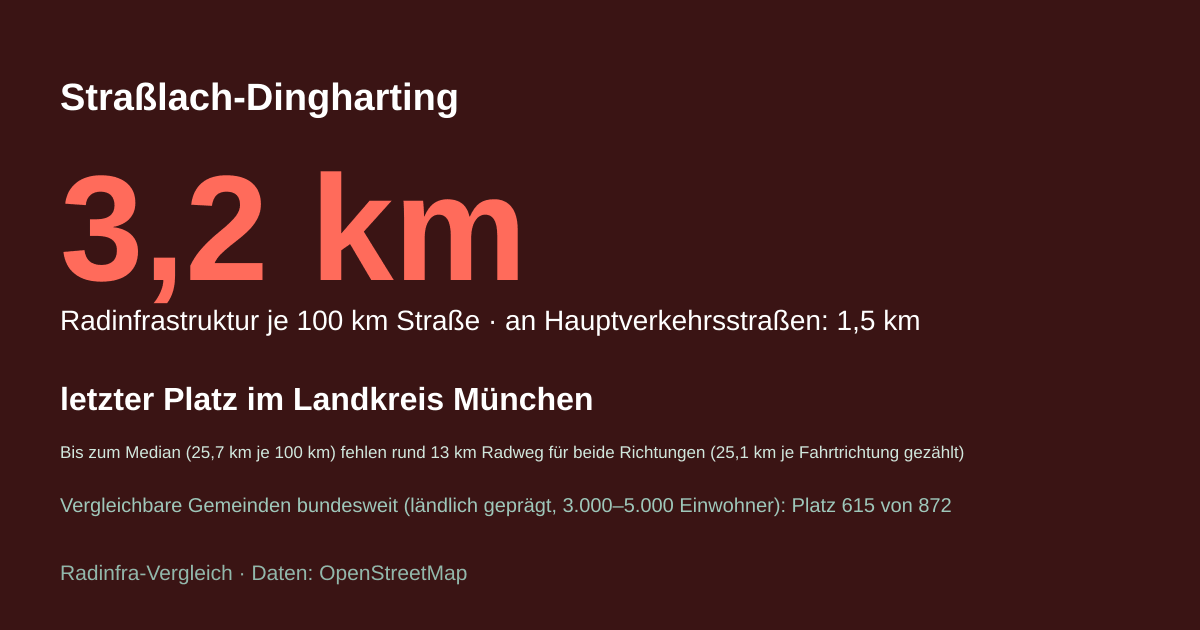 Straßlach-Dingharting
3,2 km
Radinfrastruktur je 100 km Straße · an Hauptverkehrsstraßen: 1,5 km
letzter Platz im Landkreis München
Bis zum Median (25,7 km je 100 km) fehlen rund 13 km Radweg für beide Richtungen (25,1 km je Fahrtrichtung gezählt)
Vergleichbare Gemeinden bundesweit (ländlich geprägt, 3.000–5.000 Einwohner): Platz 615 von 872
Radinfra-Vergleich · Daten: OpenStreetMap